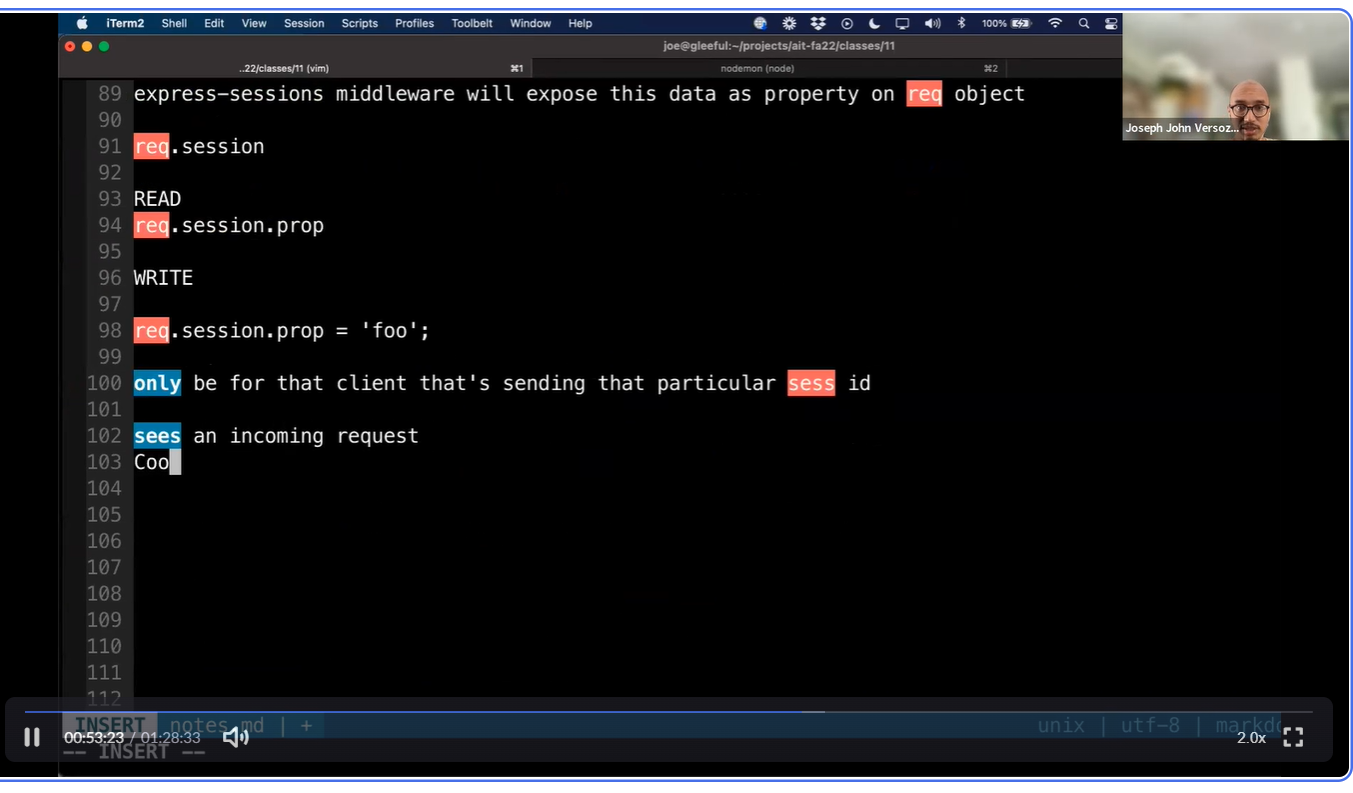 iTerm2 Shell Edit View Session Scripts Profiles Toolbelt Window Help 100%
joe@gleeful:~/projects/ait-fa22/classes/11
..22/classes/11 (vim) ⌘1 nodemon (node) ⌘2
Joseph John Versoz...
89 express-sessions middleware will expose this data as property on req object
90
91 req.session
92
93 READ
94 req.session.prop
95
96 WRITE
97
98 req.session.prop = 'foo';
99
100 only be for that client that's sending that particular sess id
101
102 sees an incoming request
103 Coo
104
105
106
107
108
109
110
111
112
INSERT notes.md | + unix | utf-8 |
00:53:23 / 01:28:33 2.0x
-- INSERT --